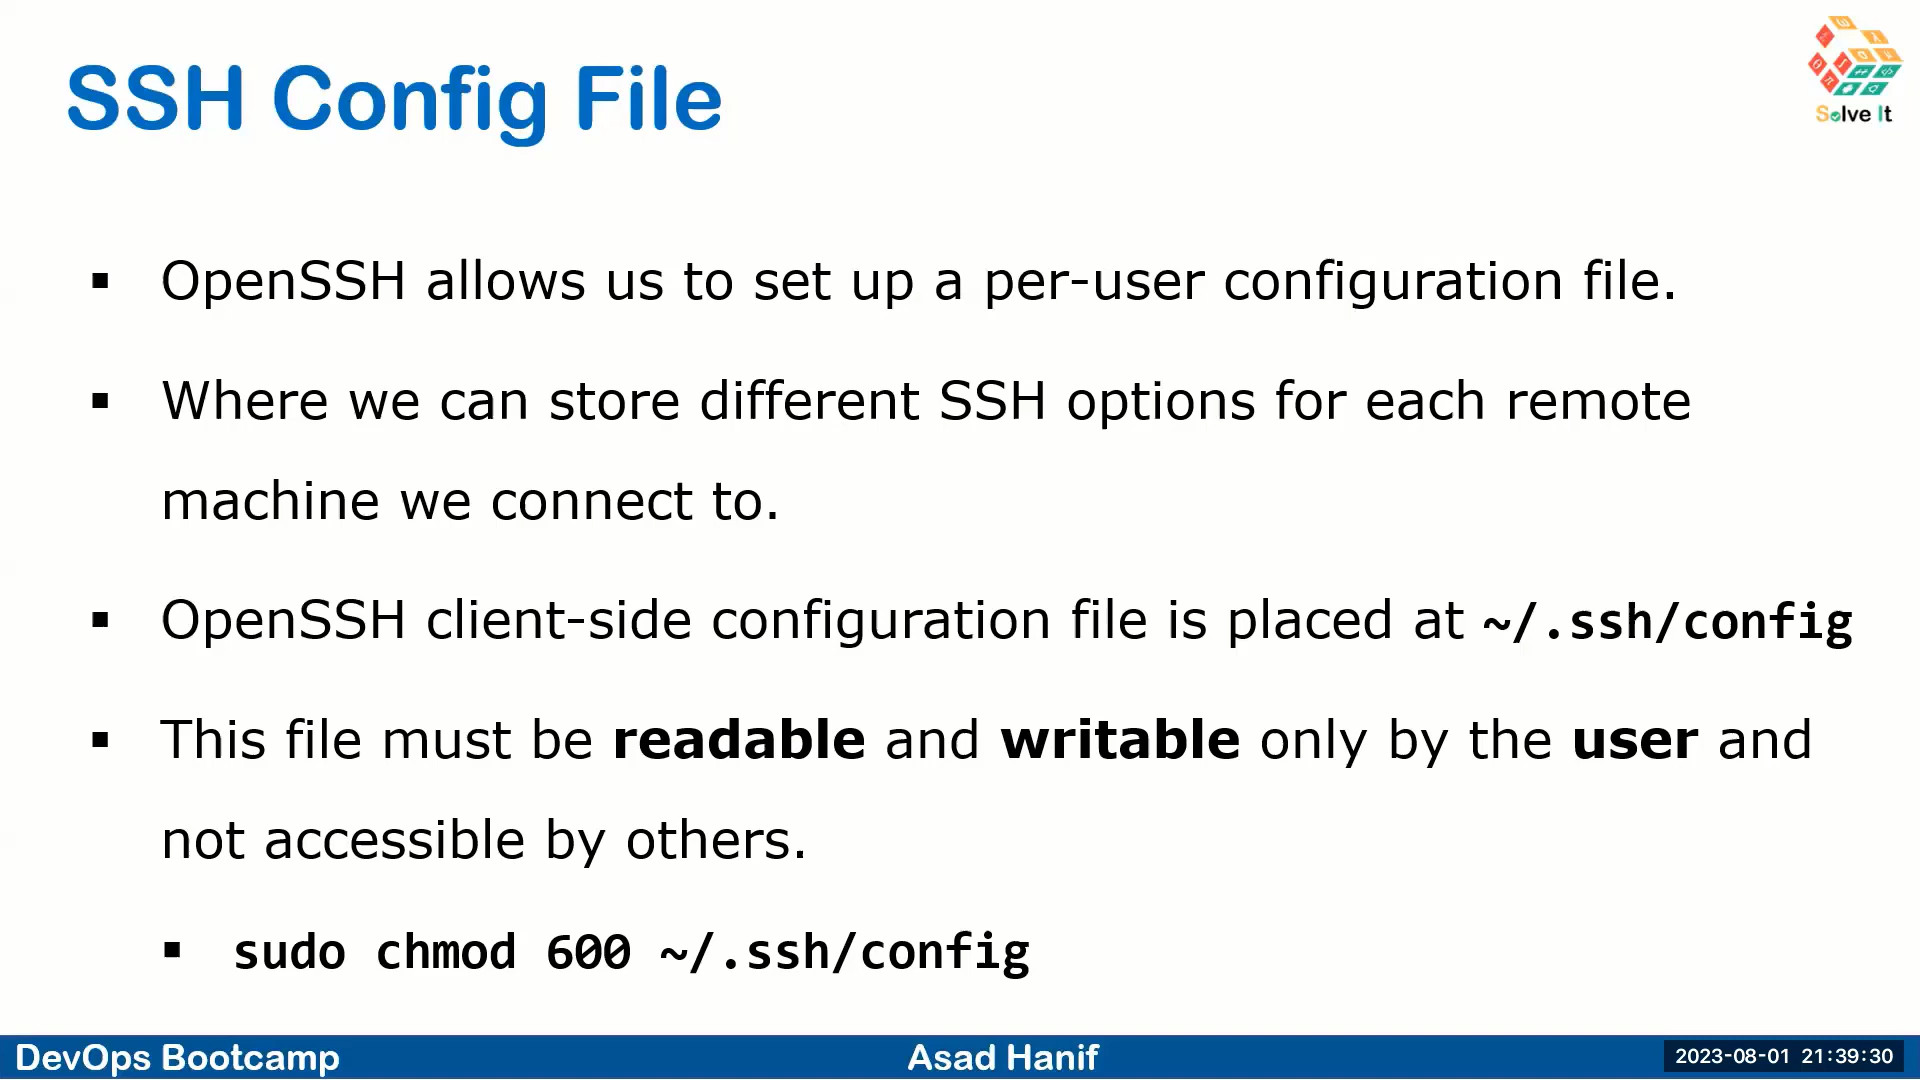 SSH Config File
Solve It
▪ OpenSSH allows us to set up a per-user configuration file.
▪ Where we can store different SSH options for each remote
machine we connect to.
▪ OpenSSH client-side configuration file is placed at ~/.ssh/config
▪ This file must be readable and writable only by the user and
not accessible by others.
▪ sudo chmod 600 ~/.ssh/config
DevOps Bootcamp
Asad Hanif
2023-08-01 21:39:30